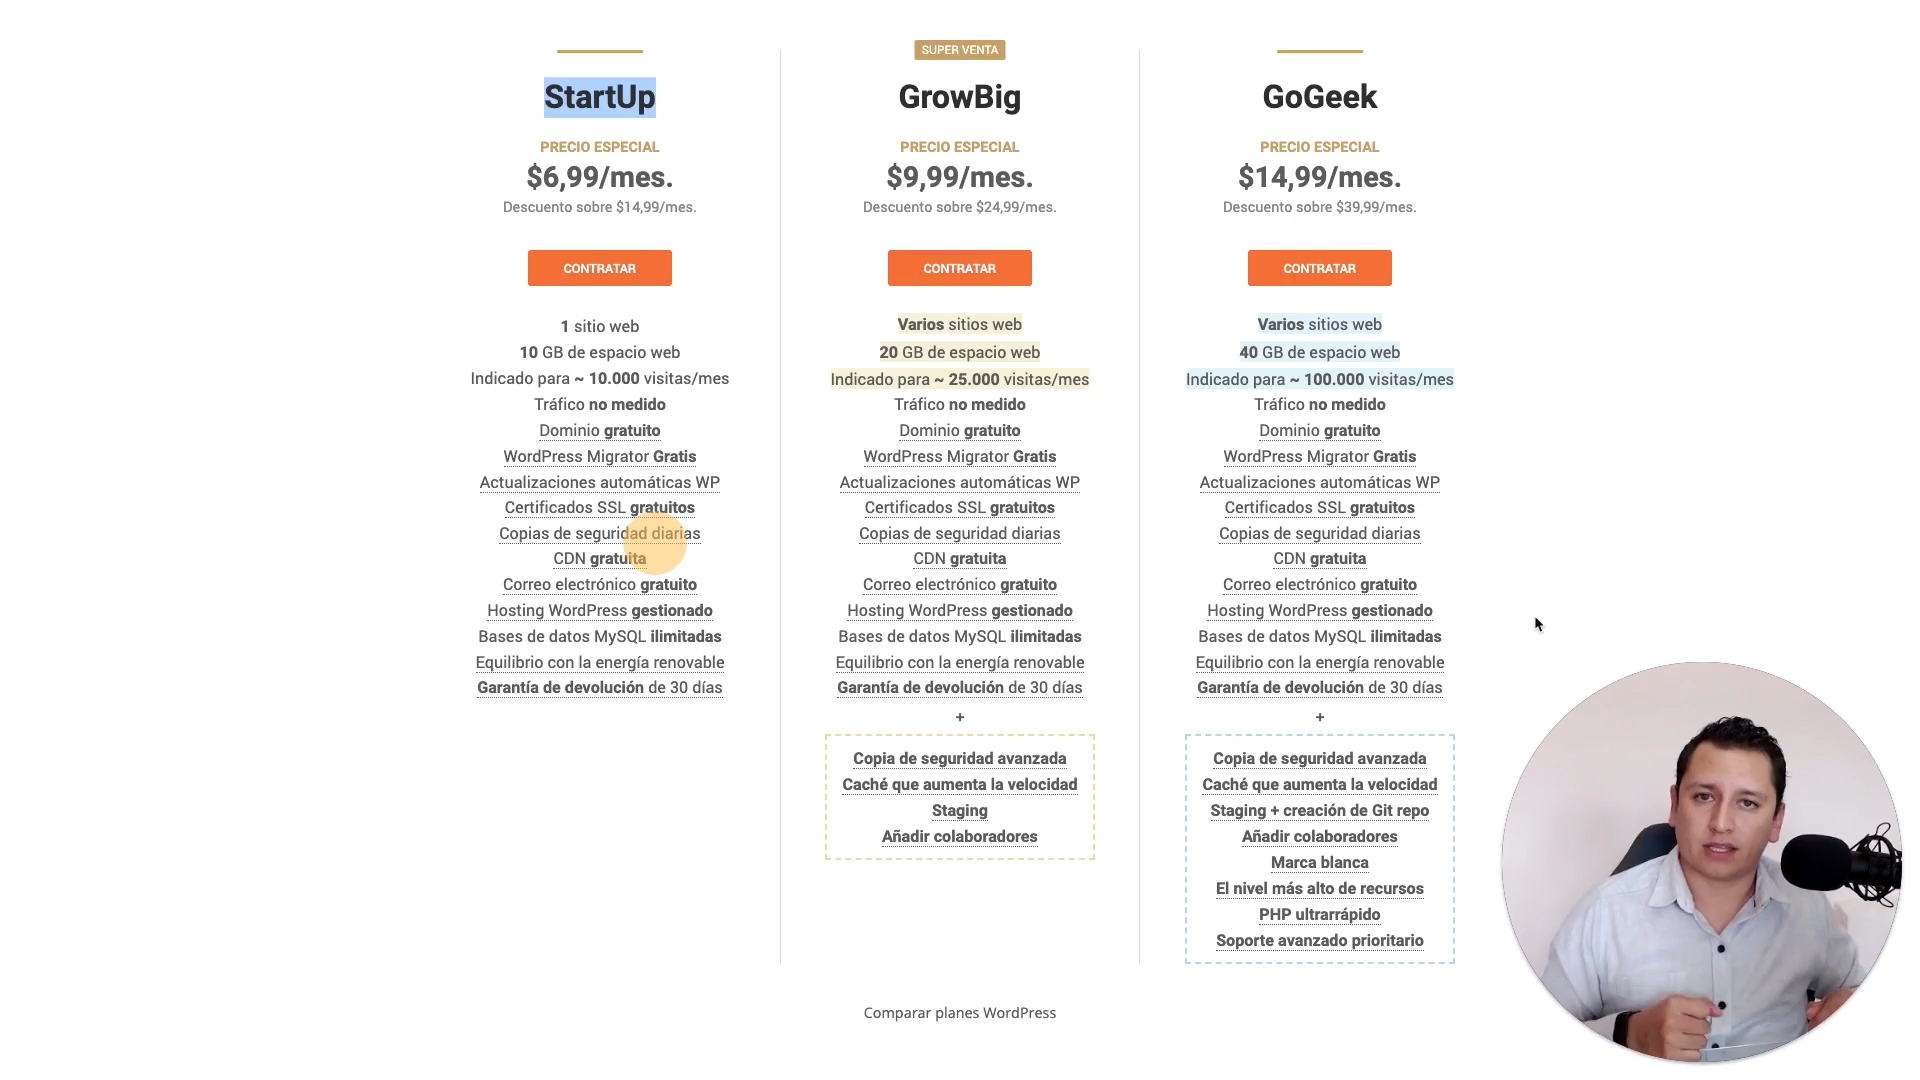 StartUp
PRECIO ESPECIAL
$6,99/mes.
Descuento sobre $14,99/mes.
CONTRATAR
1 sitio web
10 GB de espacio web
Indicado para ~ 10.000 visitas/mes
Tráfico no medido
Dominio gratuito
WordPress Migrator Gratis
Actualizaciones automáticas WP
Certificados SSL gratuitos
Copias de seguridad diarias
CDN gratuita
Correo electrónico gratuito
Hosting WordPress gestionado
Bases de datos MySQL ilimitadas
Equilibrio con la energía renovable
Garantía de devolución de 30 días
SUPER VENTA
GrowBig
PRECIO ESPECIAL
$9,99/mes.
Descuento sobre $24,99/mes.
CONTRATAR
Varios sitios web
20 GB de espacio web
Indicado para ~ 25.000 visitas/mes
Tráfico no medido
Dominio gratuito
WordPress Migrator Gratis
Actualizaciones automáticas WP
Certificados SSL gratuitos
Copias de seguridad diarias
CDN gratuita
Correo electrónico gratuito
Hosting WordPress gestionado
Bases de datos MySQL ilimitadas
Equilibrio con la energía renovable
Garantía de devolución de 30 días
+
Copia de seguridad avanzada
Caché que aumenta la velocidad
Staging
Añadir colaboradores
GoGeek
PRECIO ESPECIAL
$14,99/mes.
Descuento sobre $39,99/mes.
CONTRATAR
Varios sitios web
40 GB de espacio web
Indicado para ~ 100.000 visitas/mes
Tráfico no medido
Dominio gratuito
WordPress Migrator Gratis
Actualizaciones automáticas WP
Certificados SSL gratuitos
Copias de seguridad diarias
CDN gratuita
Correo electrónico gratuito
Hosting WordPress gestionado
Bases de datos MySQL ilimitadas
Equilibrio con la energía renovable
Garantía de devolución de 30 días
+
Copia de seguridad avanzada
Caché que aumenta la velocidad
Staging + creación de Git repo
Añadir colaboradores
Marca blanca
El nivel más alto de recursos
PHP ultrarrápido
Soporte avanzado prioritario
Comparar planes WordPress